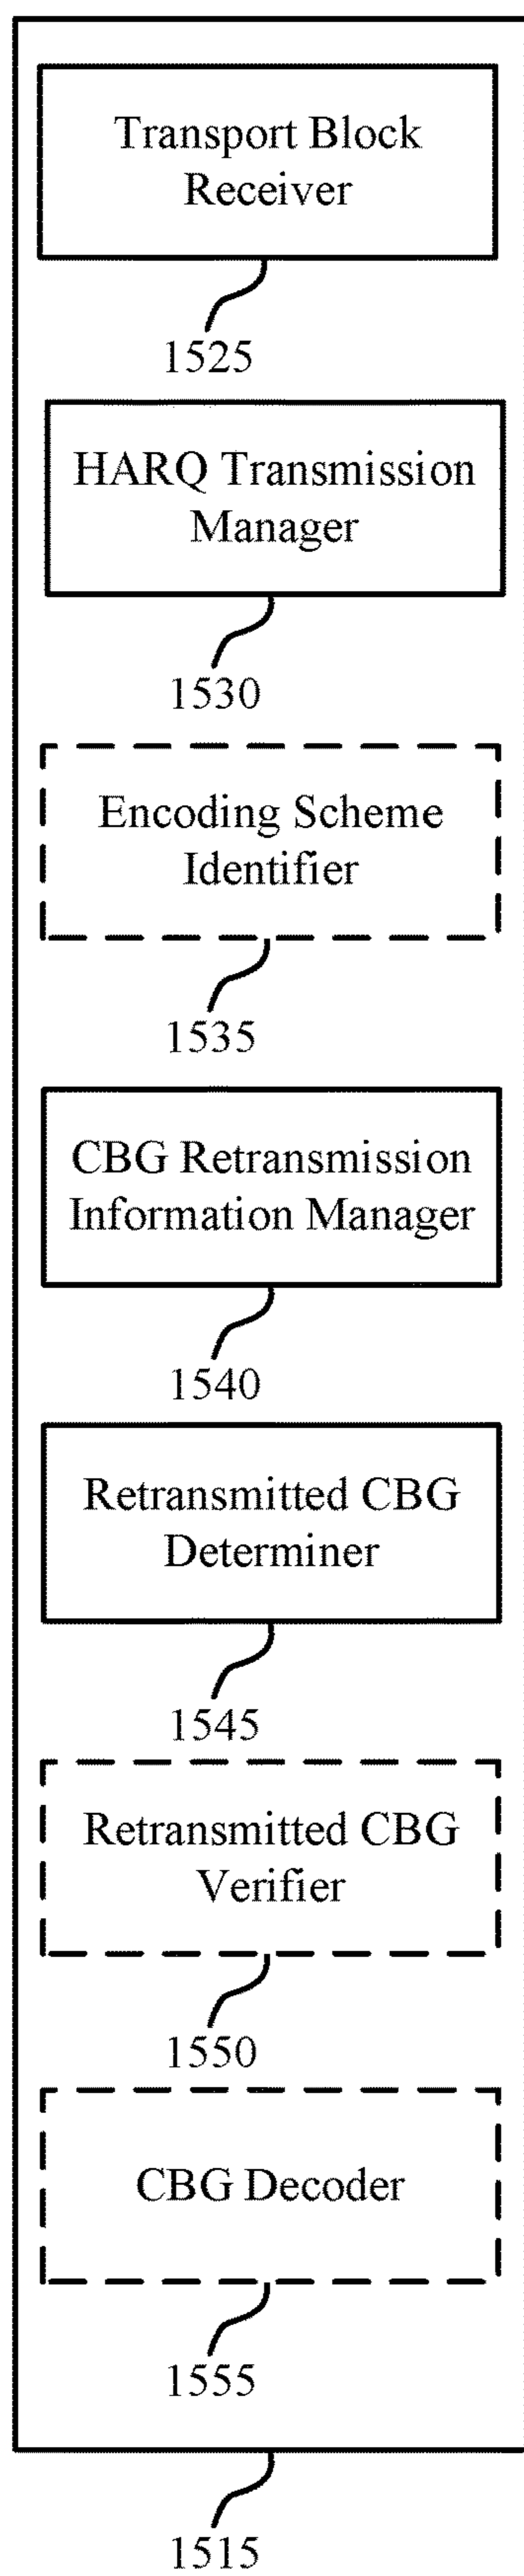 Transport Block
Receiver
1525
HARQ Transmission
Manager
1530
Encoding Scheme
Identifier
1535
CBG Retransmission
Information Manager
1540
Retransmitted CBG
Determiner
1545
Retransmitted CBG
Verifier
1550
CBG Decoder
1555
1515